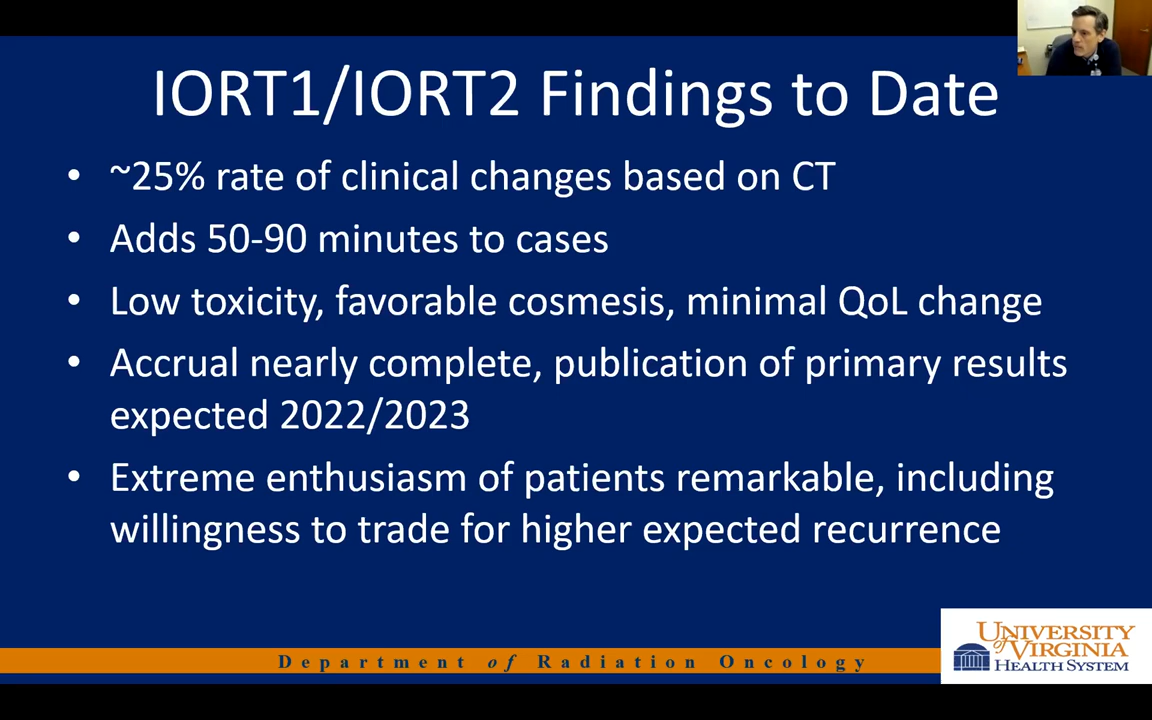 IORT1/IORT2 Findings to Date
• ~25% rate of clinical changes based on CT
• Adds 50-90 minutes to cases
• Low toxicity, favorable cosmesis, minimal QoL change
• Accrual nearly complete, publication of primary results
expected 2022/2023
• Extreme enthusiasm of patients remarkable, including
willingness to trade for higher expected recurrence
Department of Radiation Oncology
UNIVERSITY
of VIRGINIA
HEALTH SYSTEM